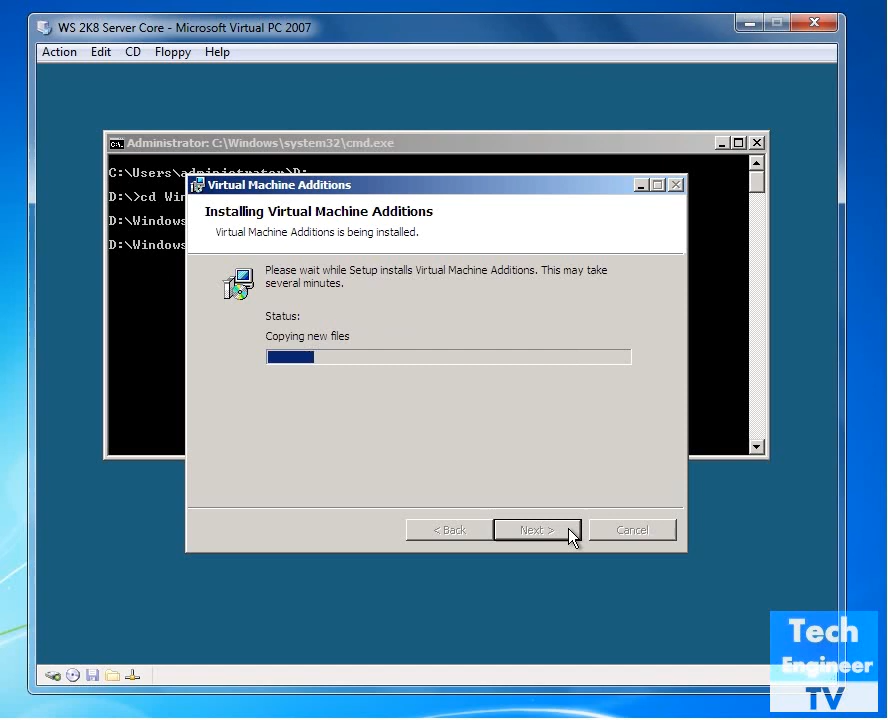 WS 2K8 Server Core - Microsoft Virtual PC 2007
Action Edit CD Floppy Help
Administrator: C:\Windows\system32\cmd.exe
C:\Users\administrator>D:
D:\>cd Win
D:\Windows
D:\Windows
Virtual Machine Additions
Installing Virtual Machine Additions
Virtual Machine Additions is being installed.
Please wait while Setup installs Virtual Machine Additions. This may take
several minutes.
Status:
Copying new files
< Back Next > Cancel
Tech
Engineer
TV